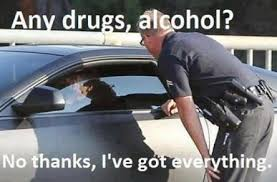 Any drugs, alcohol?
No thanks, I've got everything.